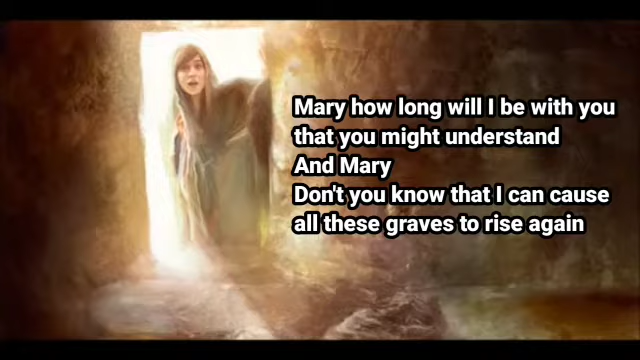 Mary how long will I be with you
that you might understand
And Mary
Don't you know that I can cause
all these graves to rise again